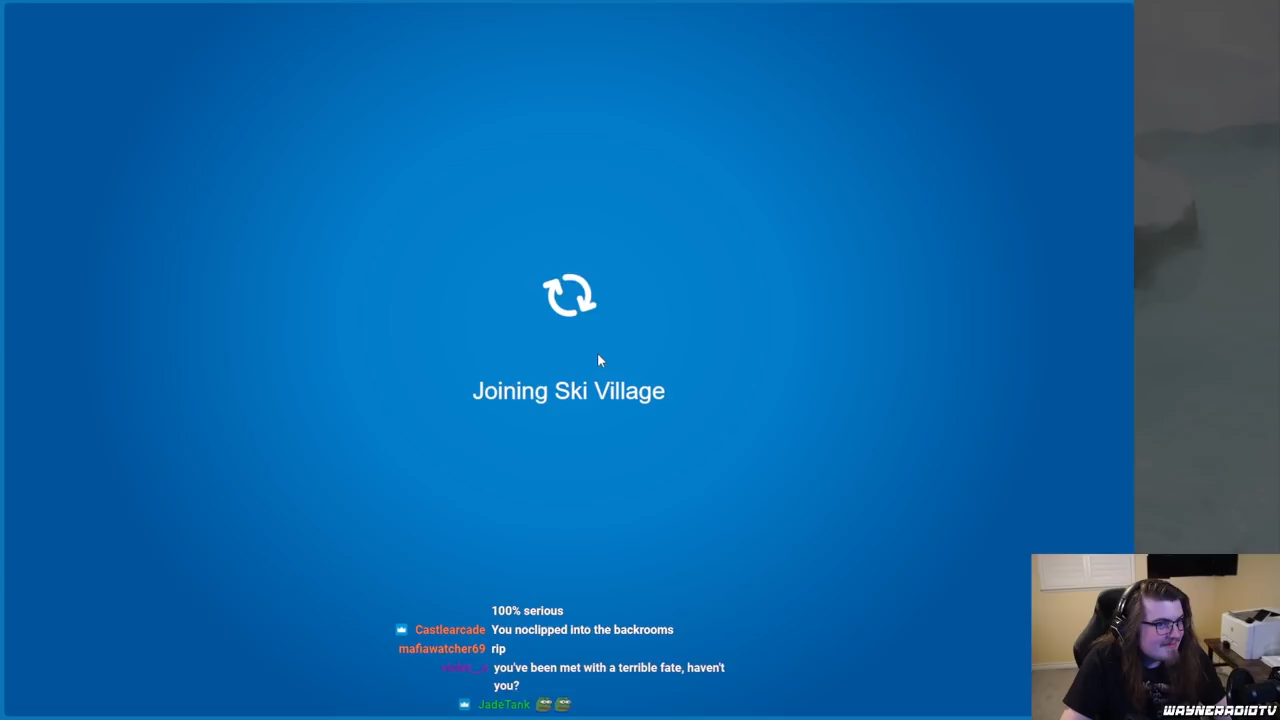 Joining Ski Village
100% serious
Castlearcade You noclipped into the backrooms
mafiawatcher69 rip
you've been met with a terrible fate, haven't
you?
JadeTank
WAYNERADIOTV